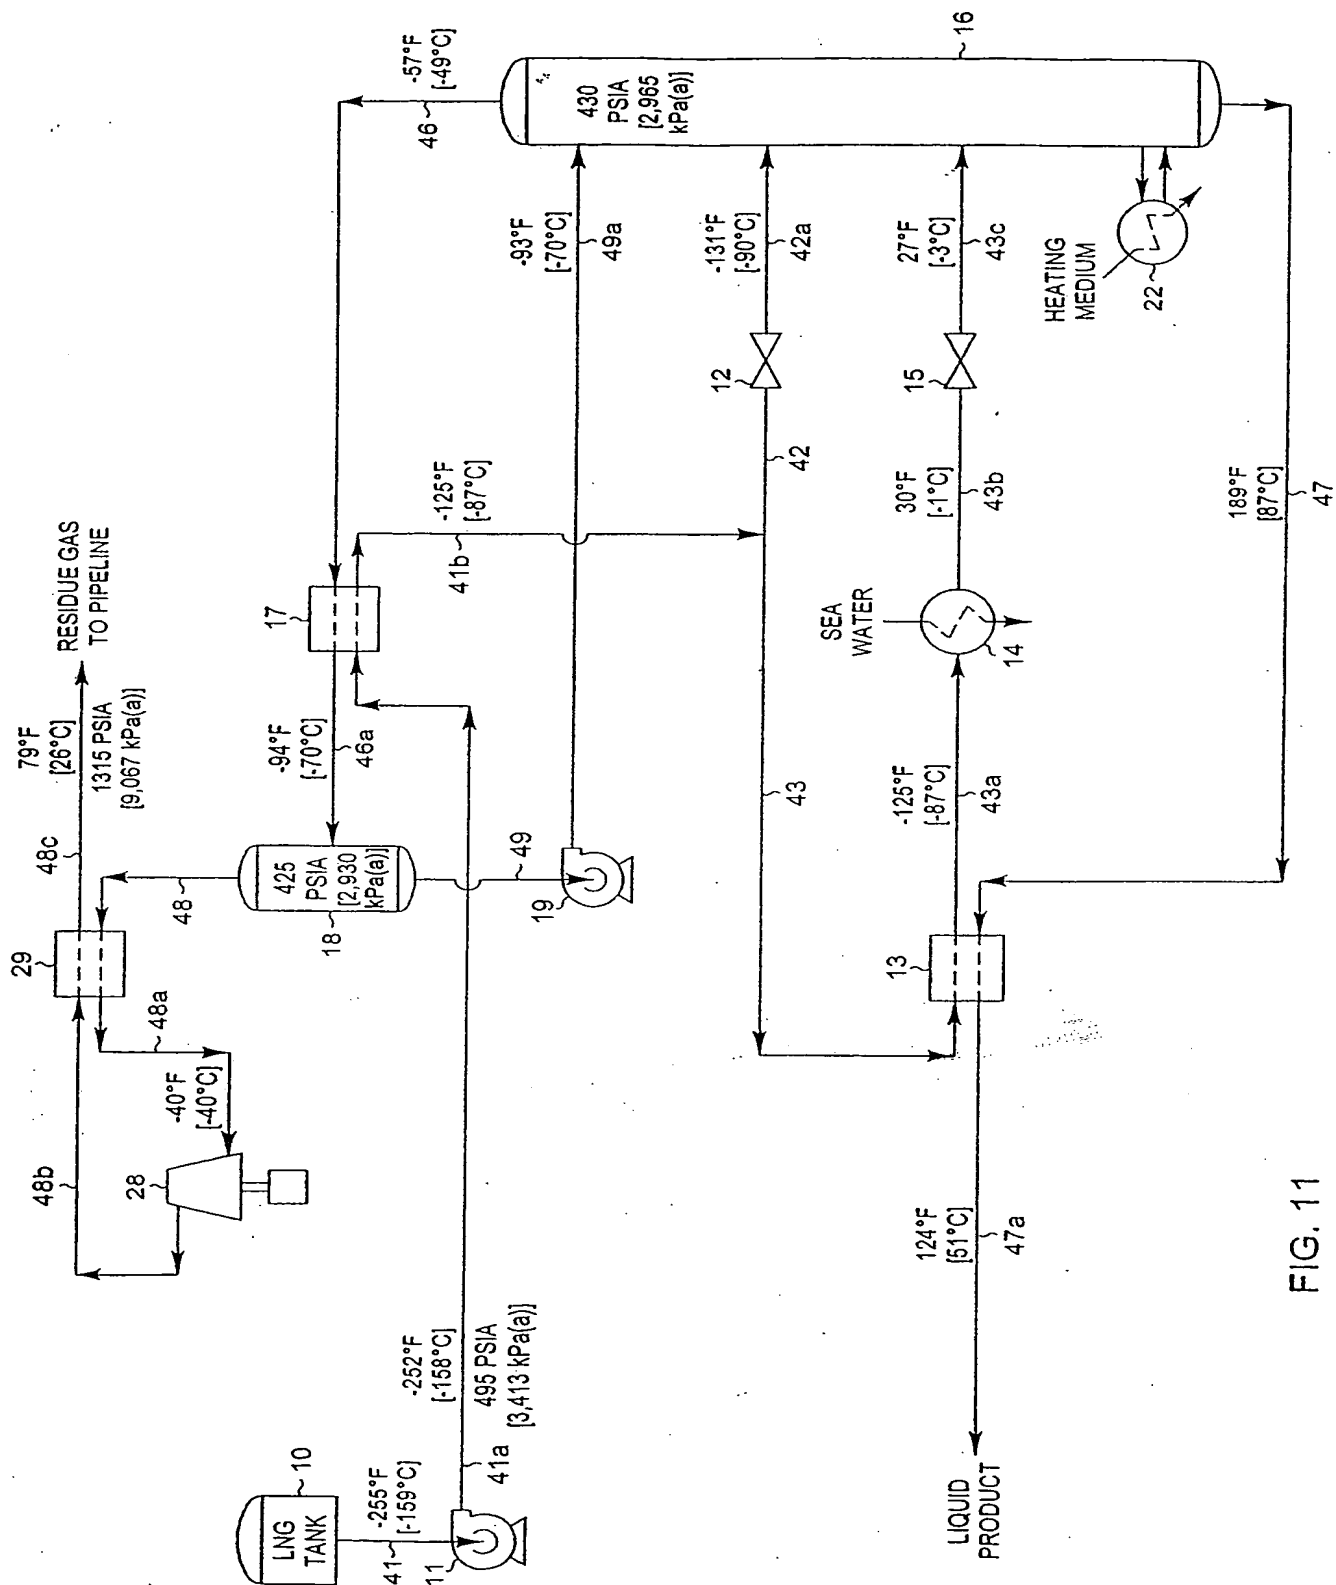 RESIDUE GAS
TO PIPELINE
79°F
[26°C]
1315 PSIA
[9,067 kPa(a)]
48c
29
48
48a
-40°F
[-40°C]
48b
28
425
PSIA
[2,930
kPa(a)]
18
-94°F
[-70°C]
46a
17
46
-57°F
[-49°C]
16
430
PSIA
[2,965
kPa(a)]
-93°F
[-70°C]
49a
49
19
-125°F
[-87°C]
41b
-131°F
[-90°C]
42a
12
42
43
LNG
TANK
10
-255°F
[-159°C]
41
11
41a
-252°F
[-158°C]
495 PSIA
[3,413 kPa(a)]
27°F
[-3°C]
43c
15
30°F
[-1°C]
43b
SEA
WATER
14
-125°F
[-87°C]
43a
13
HEATING
MEDIUM
22
189°F
[87°C]
47
124°F
[51°C]
47a
LIQUID
PRODUCT
FIG. 11